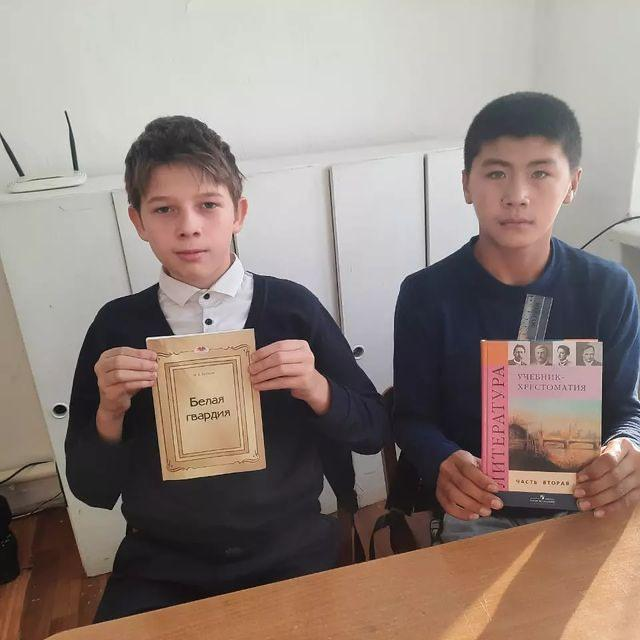 Белая
гвардия
ЛИТЕРАТУРА
УЧЕБНИК-
ХРЕСТОМАТИЯ
ЧАСТЬ ВТОРАЯ